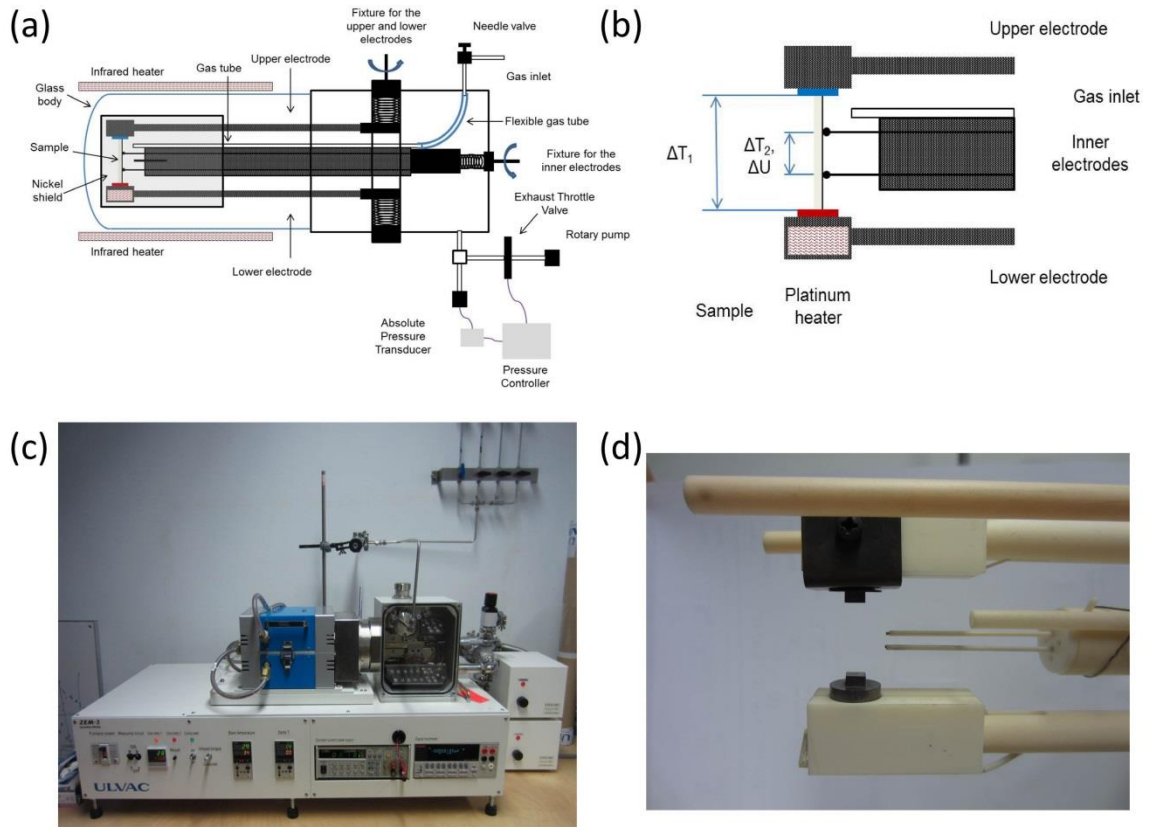 (a)
Fixture for the
upper and lower
electrodes
Needle valve
Infrared heater
Gas tube
Upper electrode
Gas inlet
Glass
body
Flexible gas tube
Sample
Nickel
shield
Fixture for the
inner electrodes
Exhaust Throttle
Valve
Rotary pump
Infrared heater
Lower electrode
Absolute
Pressure
Transducer
Pressure
Controller
(b)
Upper electrode
Gas inlet
ΔT₁
ΔT₂,
ΔU
Inner
electrodes
Lower electrode
Sample
Platinum
heater
(c)
ZEM-3
ULVAC
(d)